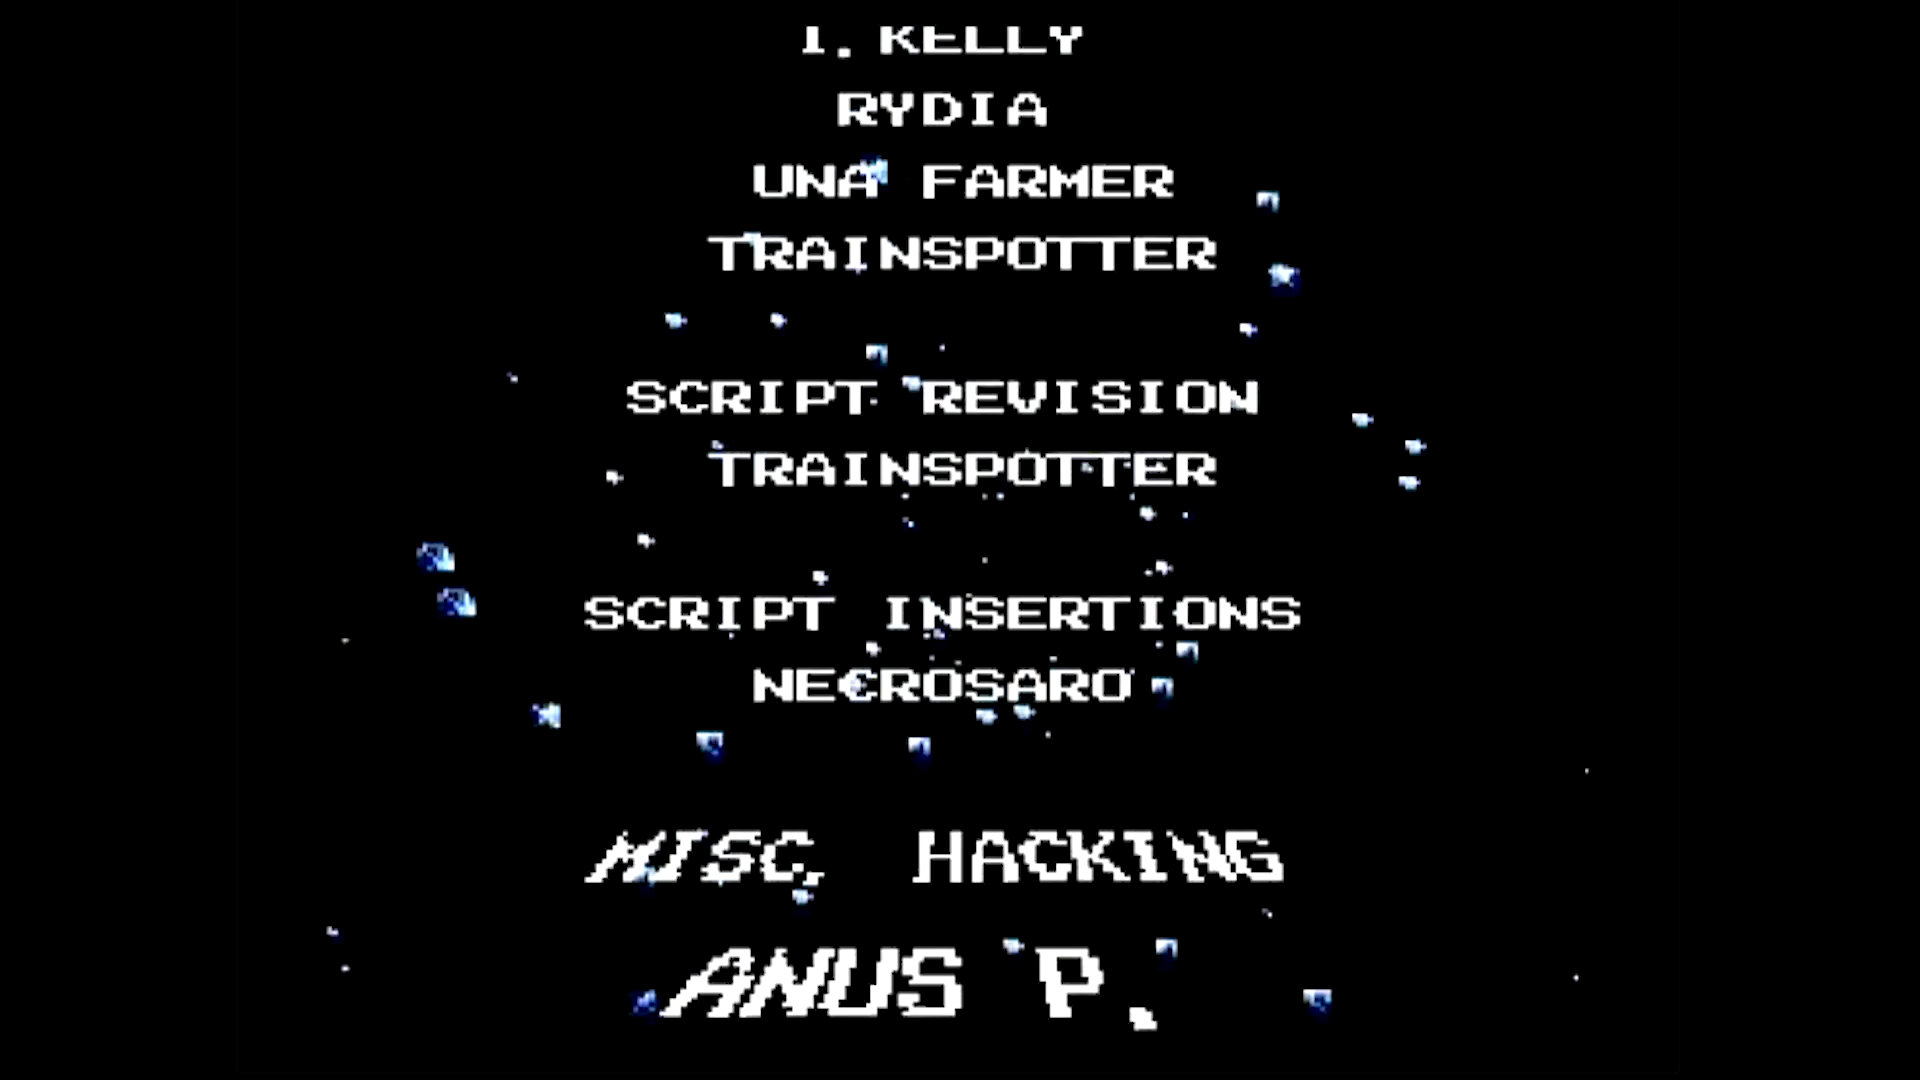 I. KELLY
RYDIA
UNA FARMER
TRAINSPOTTER
SCRIPT REVISION
TRAINSPOTTER
SCRIPT INSERTIONS
NECROSARO
MISC. HACKING
ANUS P.